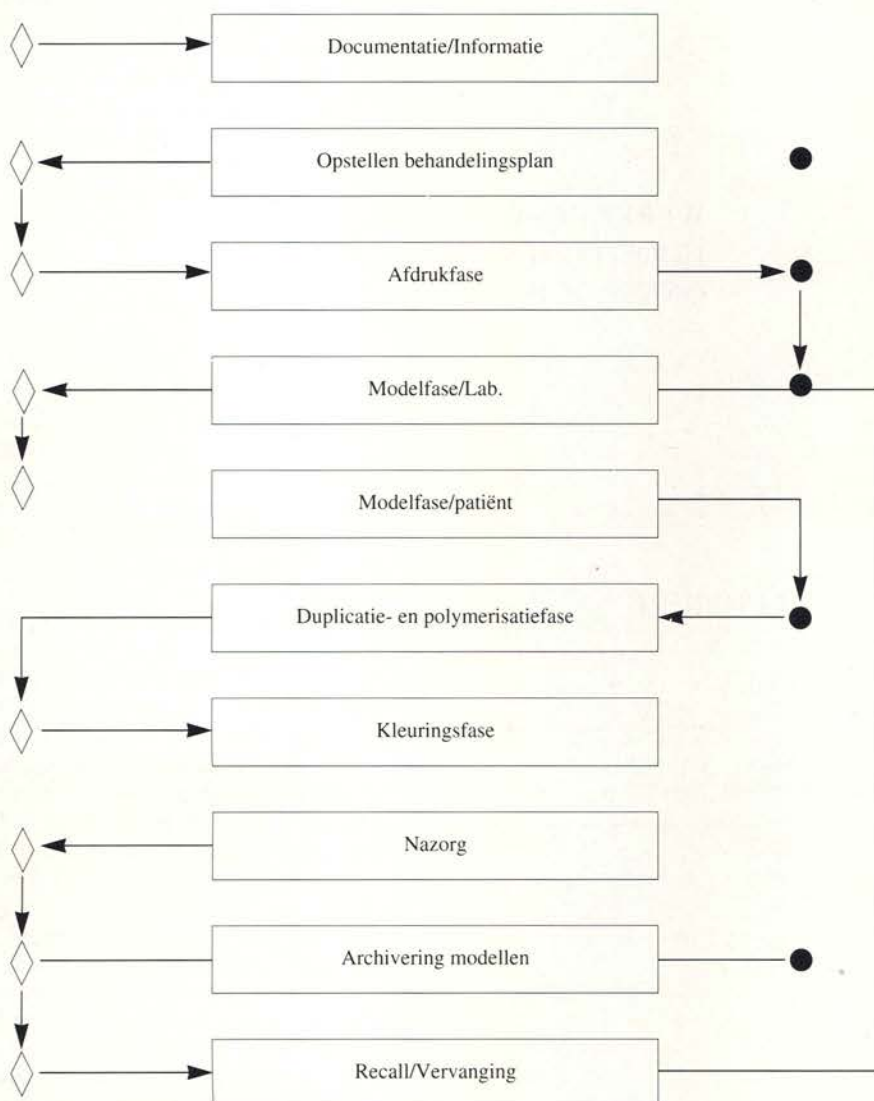 Documentatie/Informatie
Opstellen behandelingsplan
Afdrukfase
Modelfase/Lab.
Modelfase/patiënt
Duplicatie- en polymerisatiefase
Kleuringsfase
Nazorg
Archivering modellen
Recall/Vervanging